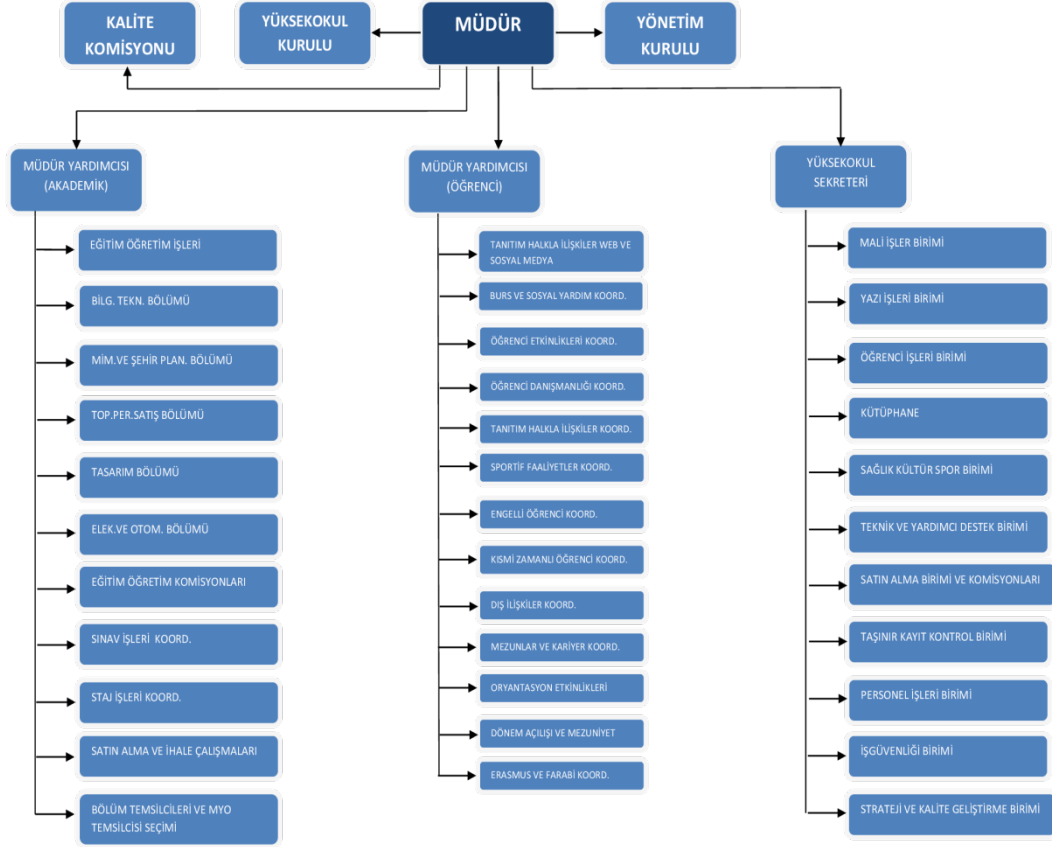 KALİTE
KOMİSYONU
YÜKSEKOKUL
KURULU
MÜDÜR
YÖNETİM
KURULU
MÜDÜR YARDIMCISI
(AKADEMİK)
EĞİTİM ÖĞRETİM İŞLERİ
BİLG. TEKN. BÖLÜMÜ
MİM.VE ŞEHİR PLAN. BÖLÜMÜ
TOP.PER.SATIŞ BÖLÜMÜ
TASARIM BÖLÜMÜ
ELEK.VE OTOM. BÖLÜMÜ
EĞİTİM ÖĞRETİM KOMİSYONLARI
SINAV İŞLERİ KOORD.
STAJ İŞLERİ KOORD.
SATIN ALMA VE İHALE ÇALIŞMALARI
BÖLÜM TEMSİLCİLERİ VE MYO
TEMSİLCİSİ SEÇİMİ
MÜDÜR YARDIMCISI
(ÖĞRENCİ)
TANITIM HALKLA İLİŞKİLER WEB VE
SOSYAL MEDYA
BURS VE SOSYAL YARDIM KOORD.
ÖĞRENCİ ETKİNLİKLERİ KOORD.
ÖĞRENCİ DANIŞMANLIĞI KOORD.
TANITIM HALKLA İLİŞKİLER KOORD.
SPORTİF FAALİYETLER KOORD.
ENGELLİ ÖĞRENCİ KOORD.
KISMİ ZAMANLI ÖĞRENCİ KOORD.
DIŞ İLİŞKİLER KOORD.
MEZUNLAR VE KARİYER KOORD.
ORYANTASYON ETKİNLİKLERİ
DÖNEM AÇILIŞI VE MEZUNİYET
ERASMUS VE FARABİ KOORD.
YÜKSEKOKUL
SEKRETERİ
MALİ İŞLER BİRİMİ
YAZI İŞLERİ BİRİMİ
ÖĞRENCİ İŞLERİ BİRİMİ
KÜTÜPHANE
SAĞLIK KÜLTÜR SPOR BİRİMİ
TEKNİK VE YARDIMCI DESTEK BİRİMİ
SATIN ALMA BİRİMİ VE KOMİSYONLARI
TAŞINIR KAYIT KONTROL BİRİMİ
PERSONEL İŞLERİ BİRİMİ
İŞGÜVENLİĞİ BİRİMİ
STRATEJİ VE KALİTE GELİŞTİRME BİRİMİ